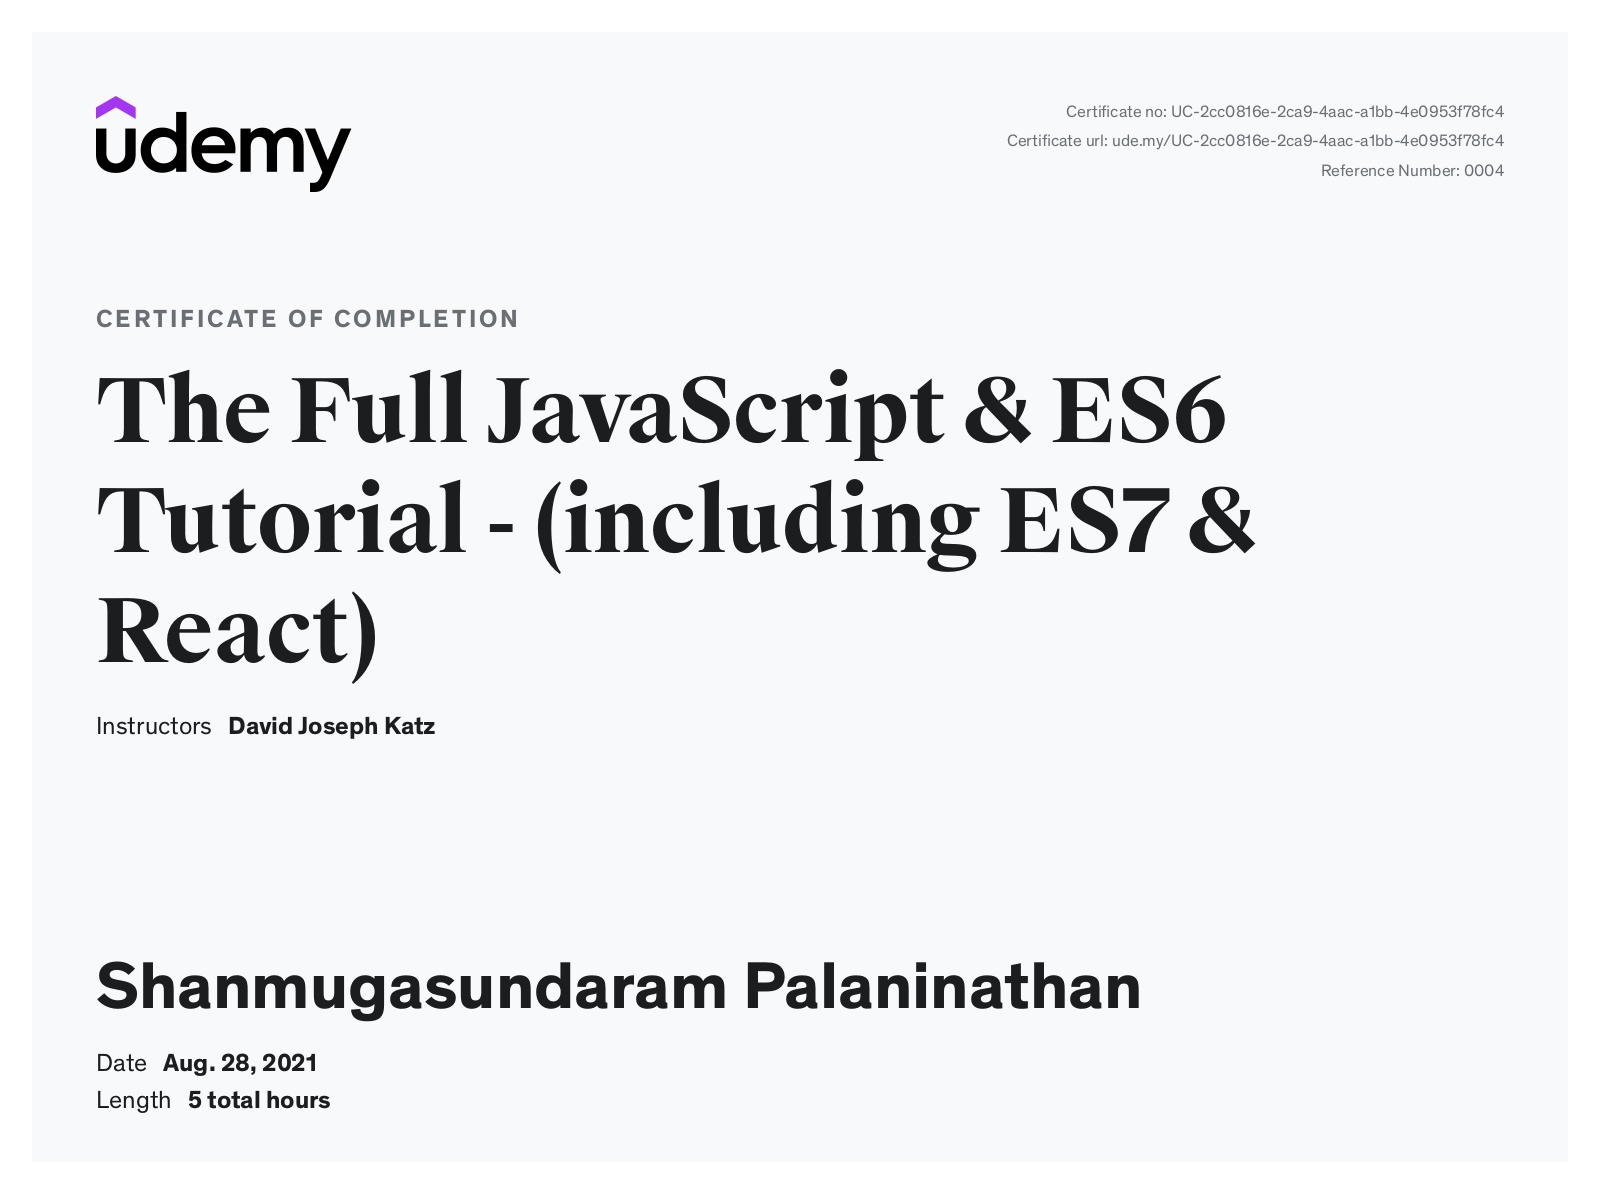 udemy
Certificate no: UC-2cc0816e-2ca9-4aac-a1bb-4e0953f78fc4
Certificate url: ude.my/UC-2cc0816e-2ca9-4aac-a1bb-4e0953f78fc4
Reference Number: 0004
CERTIFICATE OF COMPLETION
The Full JavaScript & ES6
Tutorial - (including ES7 &
React)
Instructors David Joseph Katz
Shanmugasundaram Palaninathan
Date Aug. 28, 2021
Length 5 total hours